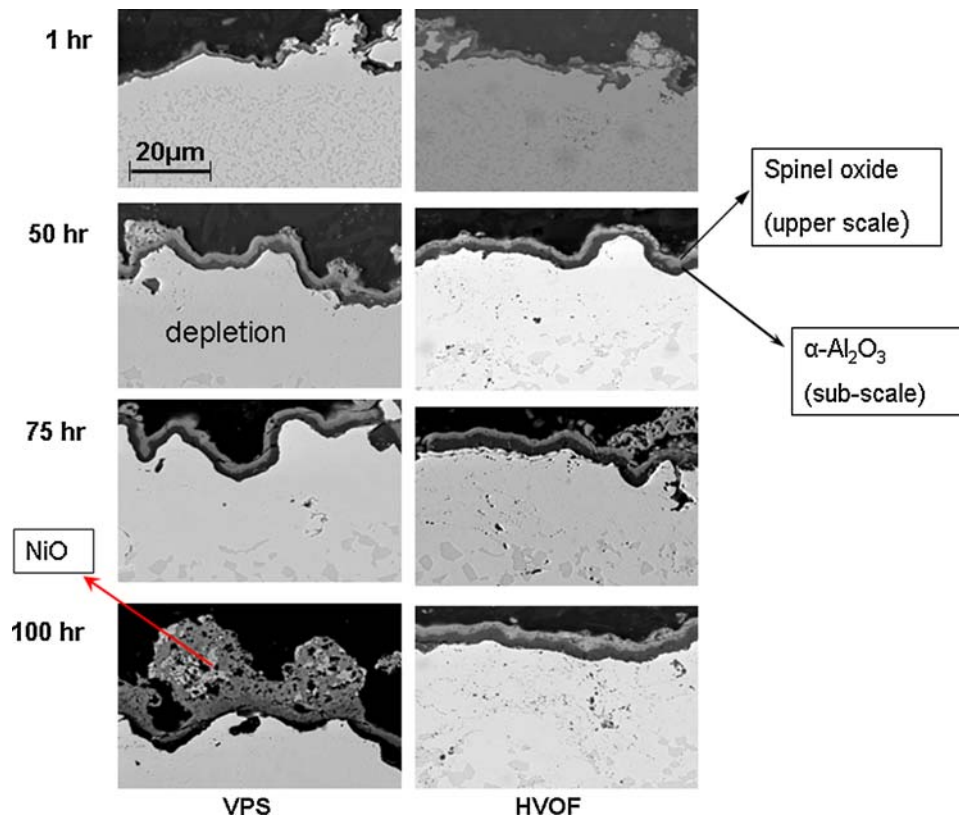 1 hr
20µm
Spinel oxide
(upper scale)
50 hr
depletion
α-Al₂O₃
(sub-scale)
75 hr
NiO
100 hr
VPS
HVOF